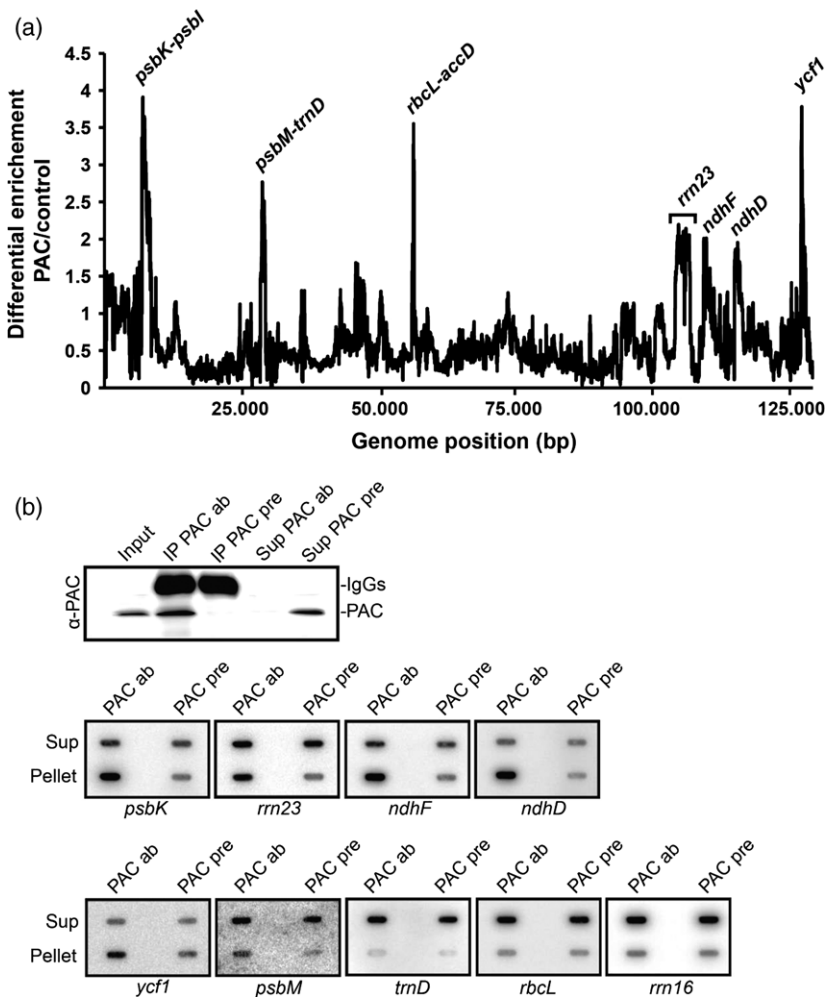 (a)
psbK-psbI
psbM-trnD
rbcL-accD
rrn23
ndhF
ndhD
ycf1
Differential enrichement
PAC/control
4.5
4
3.5
3
2.5
2
1.5
1
0.5
0
25.000
50.000
75.000
100.000
125.000
Genome position (bp)
(b)
Input
IP PAC ab
IP PAC pre
Sup PAC ab
Sup PAC pre
α-PAC
-IgGs
-PAC
PAC ab
PAC pre
PAC ab
PAC pre
PAC ab
PAC pre
PAC ab
PAC pre
Sup
Pellet
psbK
rrn23
ndhF
ndhD
PAC ab
PAC pre
PAC ab
PAC pre
PAC ab
PAC pre
PAC ab
PAC pre
PAC ab
PAC pre
Sup
Pellet
ycf1
psbM
trnD
rbcL
rrn16